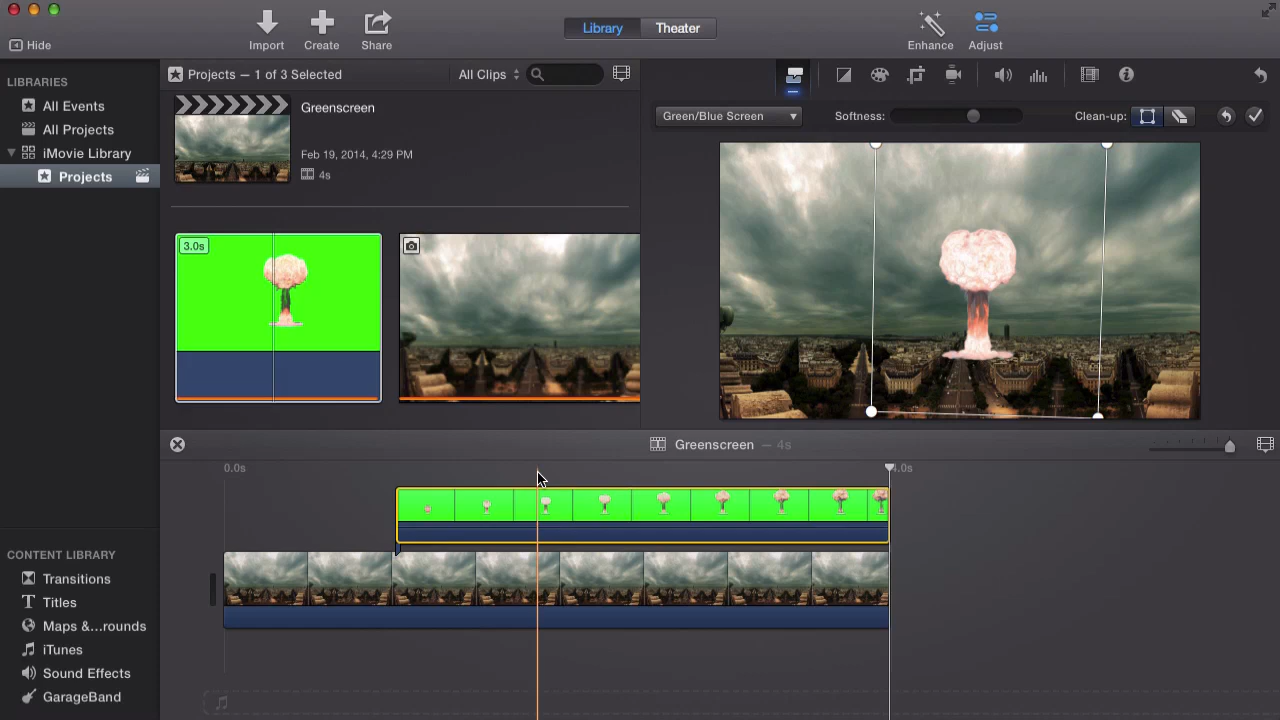 Library Theater
Hide Import Create Share Enhance Adjust
LIBRARIES
All Events
All Projects
iMovie Library
Projects
Projects — 1 of 3 Selected All Clips
Greenscreen
Feb 19, 2014, 4:29 PM
4s
3.0s
Green/Blue Screen Softness: Clean-up:
Greenscreen — 4s
0.0s 4.0s
CONTENT LIBRARY
Transitions
Titles
Maps &...rounds
iTunes
Sound Effects
GarageBand